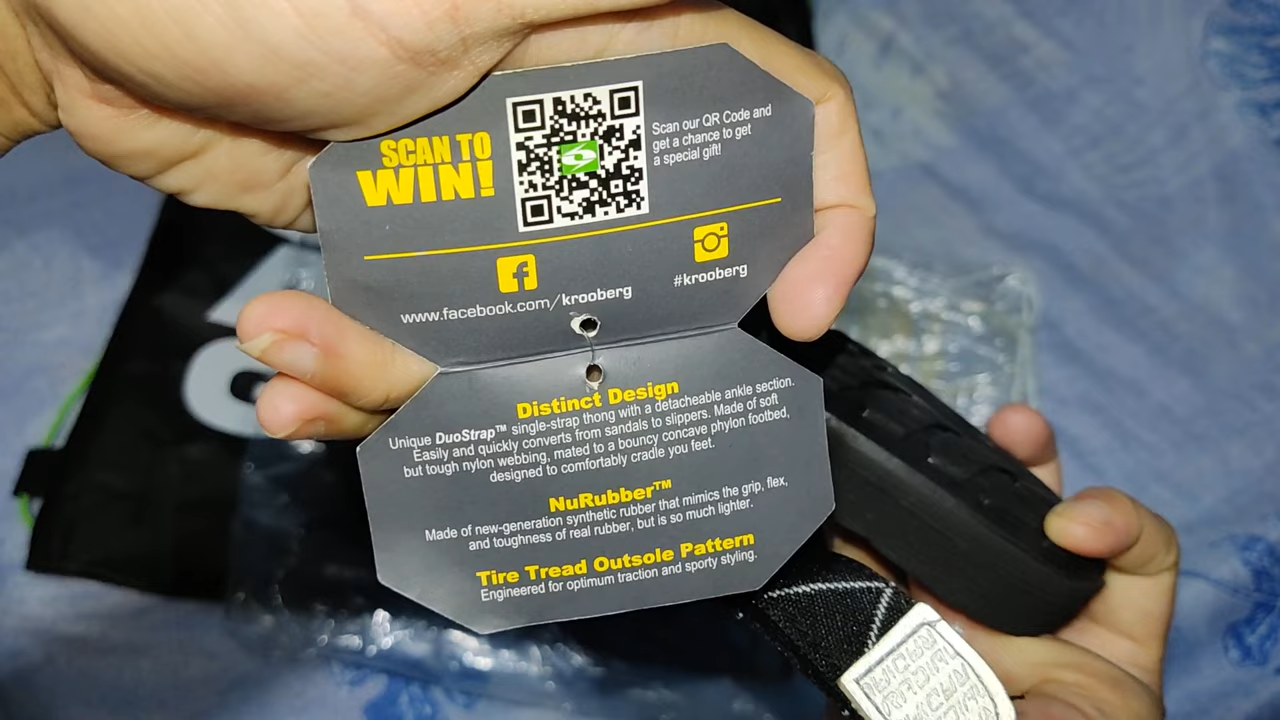 SCAN TO
WIN!
Scan our QR Code and
get a chance to get
a special gift!
www.facebook.com/krooberg
#krooberg
Distinct Design
Unique DuoStrap™ single-strap thong with a detacheable ankle section.
Easily and quickly converts from sandals to slippers. Made of soft
but tough nylon webbing, mated to a bouncy concave phylon footbed,
designed to comfortably cradle you feet.
NuRubber™
Made of new-generation synthetic rubber that mimics the grip, flex,
and toughness of real rubber, but is so much lighter.
Tire Tread Outsole Pattern
Engineered for optimum traction and sporty styling.